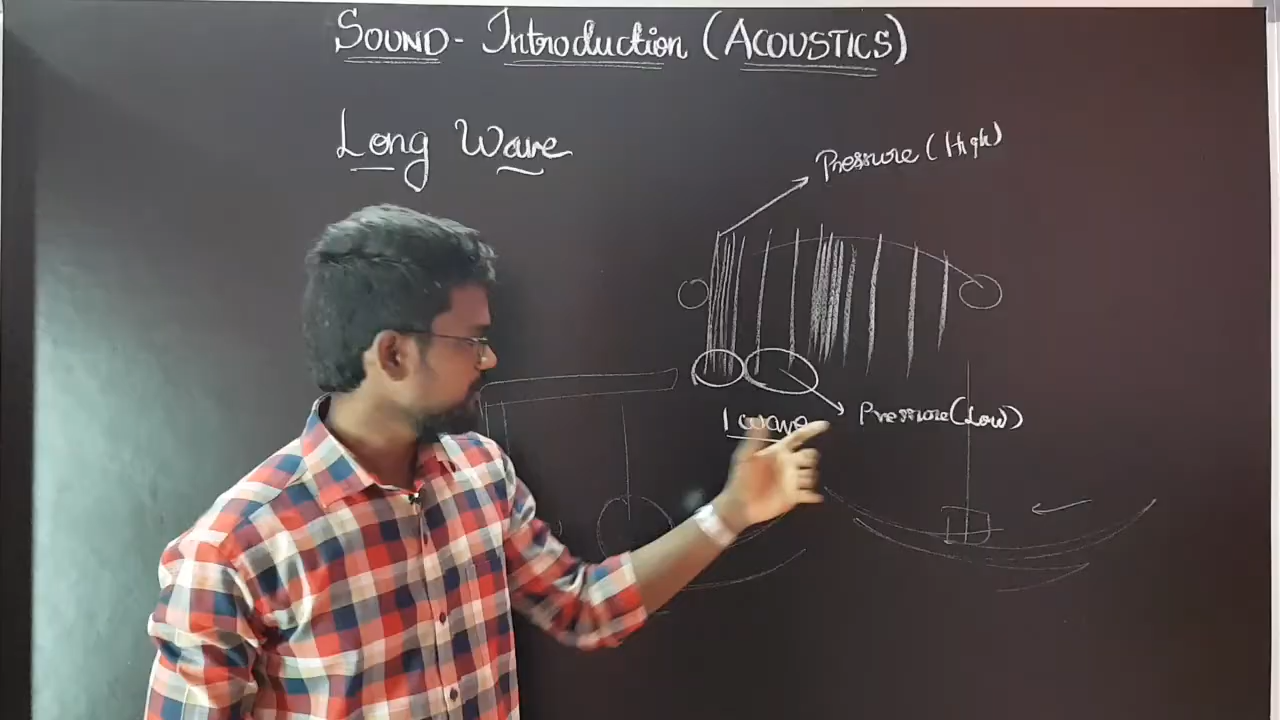 SOUND - Introduction (ACOUSTICS)
Long Wave
Pressure (High)
1 wave
Pressure (Low)